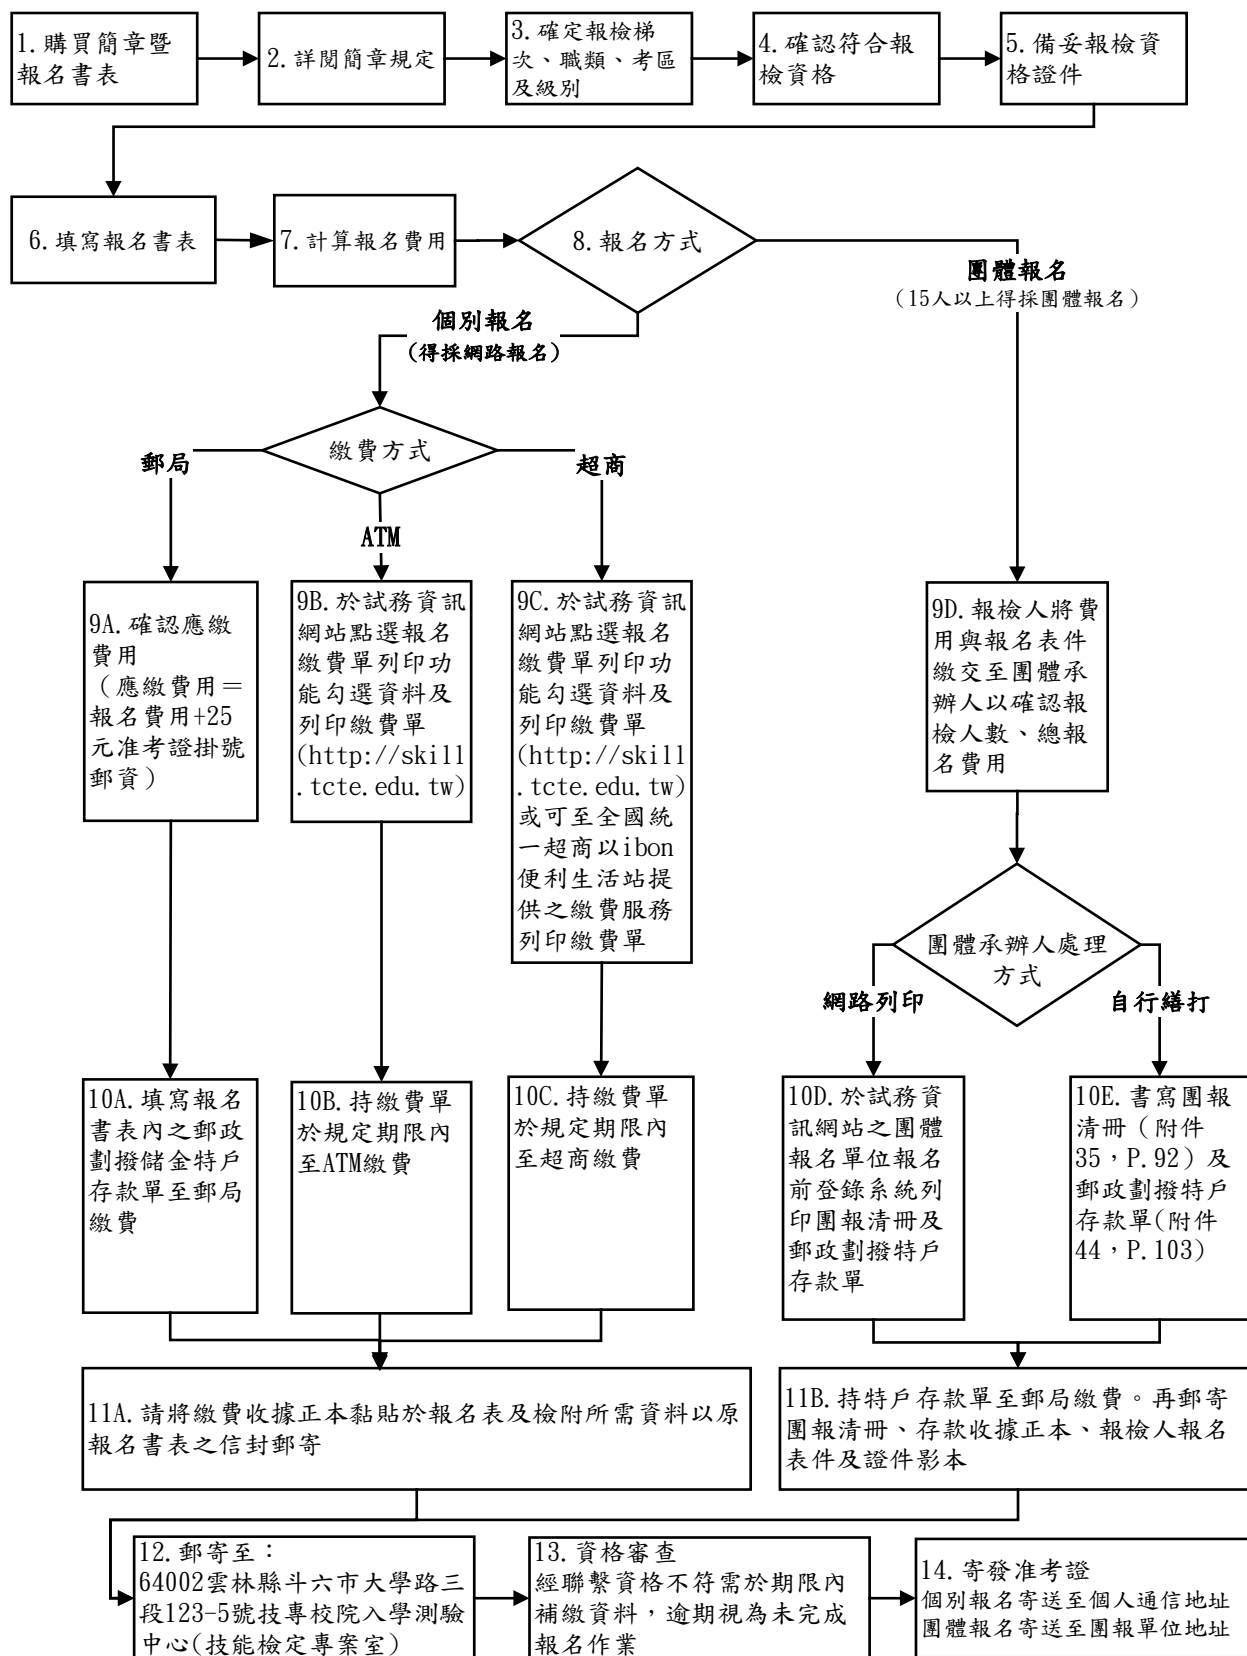 1.購買簡章暨
報名書表
2.詳閱簡章規定
3.確定報檢梯
次、職類、考區
及級別
4.確認符合報
檢資格
5.備妥報檢資
格證件
6.填寫報名書表
7.計算報名費用
8.報名方式
團體報名
(15人以上得採團體報名)
個別報名
(得採網路報名)
繳費方式
郵局
超商
ATM
9A.確認應繳
費用
（應繳費用＝
報名費用+25
元准考證掛號
郵資）
9B.於試務資訊
網站點選報名
繳費單列印功
能勾選資料及
列印繳費單
(http://skill
.tcte.edu.tw)
9C.於試務資訊
網站點選報名
繳費單列印功
能勾選資料及
列印繳費單
(http://skill
.tcte.edu.tw)
或可至全國統
一超商以ibon
便利生活站提
供之繳費服務
列印繳費單
9D.報檢人將費
用與報名表件
繳交至團體承
辦人以確認報
檢人數、總報
名費用
團體承辦人處理
方式
網路列印
自行繕打
10A.填寫報名
書表內之郵政
劃撥儲金特戶
存款單至郵局
繳費
10B.持繳費單
於規定期限內
至ATM繳費
10C.持繳費單
於規定期限內
至超商繳費
10D.於試務資
訊網站之團體
報名單位報名
前登錄系統列
印團報清冊及
郵政劃撥特戶
存款單
10E.書寫團報
清冊（附件
35，P.92）及
郵政劃撥特戶
存款單(附件
44，P.103)
11A.請將繳費收據正本黏貼於報名表及檢附所需資料以原
報名書表之信封郵寄
11B.持特戶存款單至郵局繳費。再郵寄
團報清冊、存款收據正本、報檢人報名
表件及證件影本
12.郵寄至：
64002雲林縣斗六市大學路三
段123-5號技專校院入學測驗
中心(技能檢定專案室)
13.資格審查
經聯繫資格不符需於期限內
補繳資料，逾期視為未完成
報名作業
14.寄發准考證
個別報名寄送至個人通信地址
團體報名寄送至團報單位地址